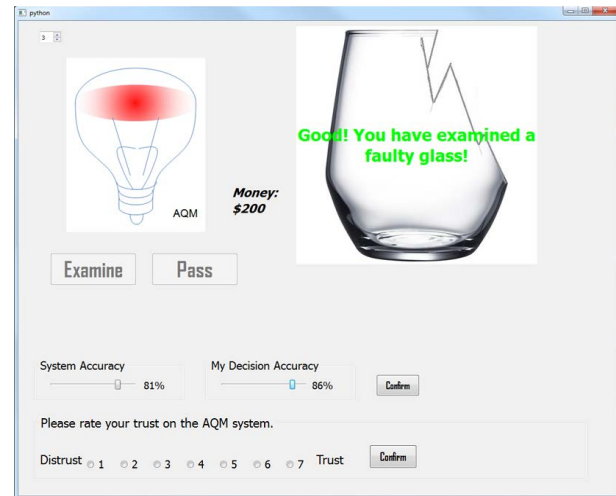 python
3
Good! You have examined a
faulty glass!
AQM
Money:
$200
Examine Pass
System Accuracy My Decision Accuracy
81% 86% Confirm
Please rate your trust on the AQM system.
Distrust 1 2 3 4 5 6 7 Trust Confirm